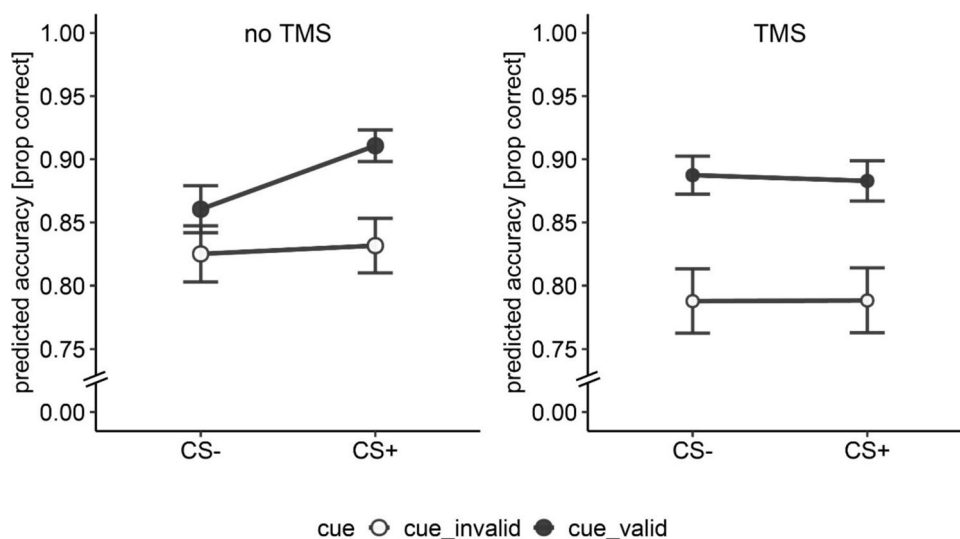 no TMS
predicted accuracy [prop correct]
1.00
0.95
0.90
0.85
0.80
0.75
0.00
CS-
CS+
TMS
predicted accuracy [prop correct]
1.00
0.95
0.90
0.85
0.80
0.75
0.00
CS-
CS+
cue cue_invalid cue_valid